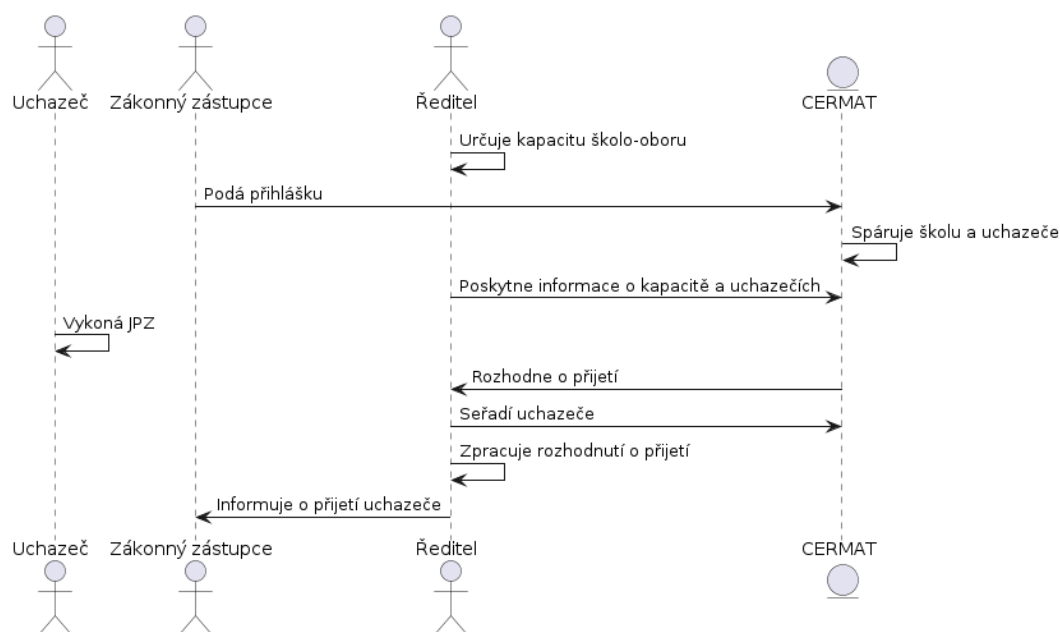 Uchazeč
Zákonný zástupce
Ředitel
CERMAT
Určuje kapacitu školo-oboru
Podá přihlášku
Spáruje školu a uchazeče
Poskytne informace o kapacitě a uchazečích
Vykoná JPZ
Rozhodne o přijetí
Seřadí uchazeče
Zpracuje rozhodnutí o přijetí
Informuje o přijetí uchazeče
Uchazeč
Zákonný zástupce
Ředitel
CERMAT